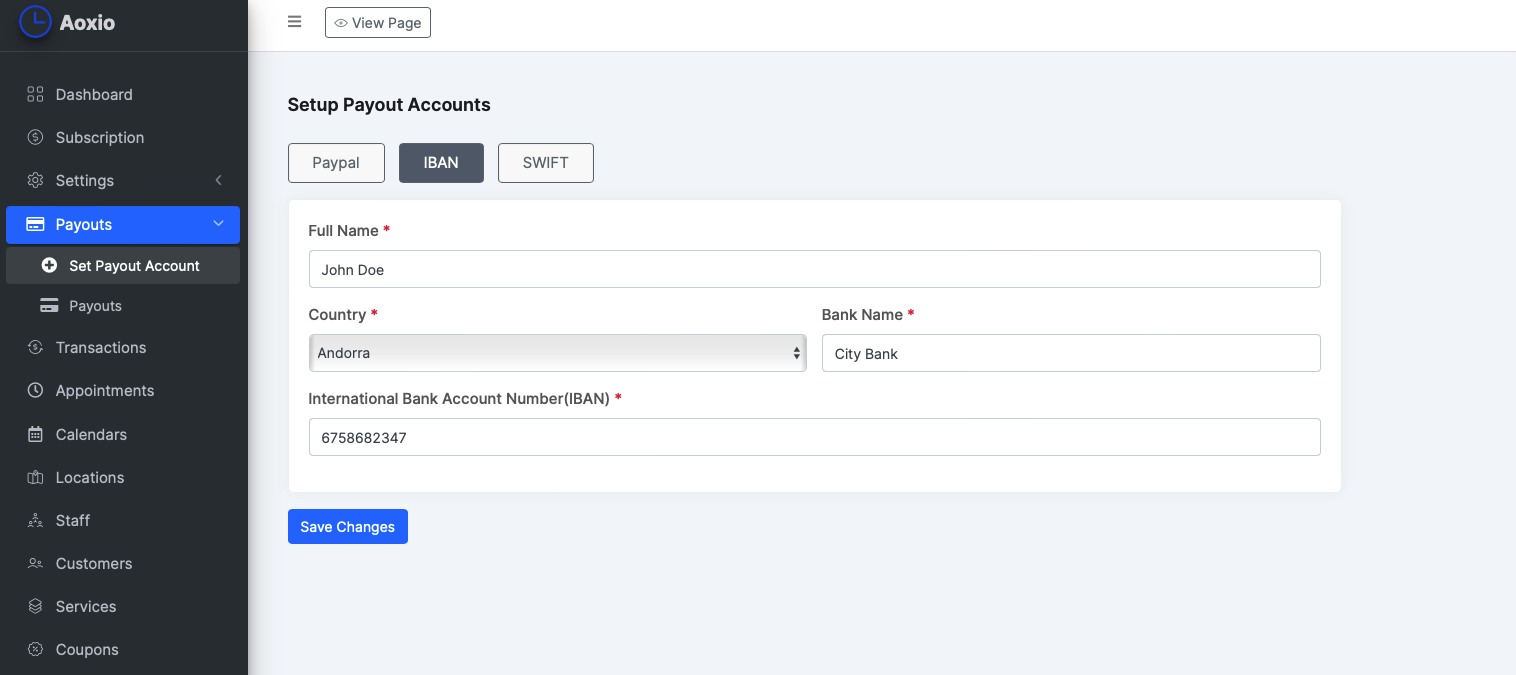 Aoxio
View Page
Dashboard
Subscription
Settings
Payouts
Set Payout Account
Payouts
Transactions
Appointments
Calendars
Locations
Staff
Customers
Services
Coupons
Setup Payout Accounts
Paypal IBAN SWIFT
Full Name *
John Doe
Country * Bank Name *
Andorra City Bank
International Bank Account Number(IBAN) *
6758682347
Save Changes